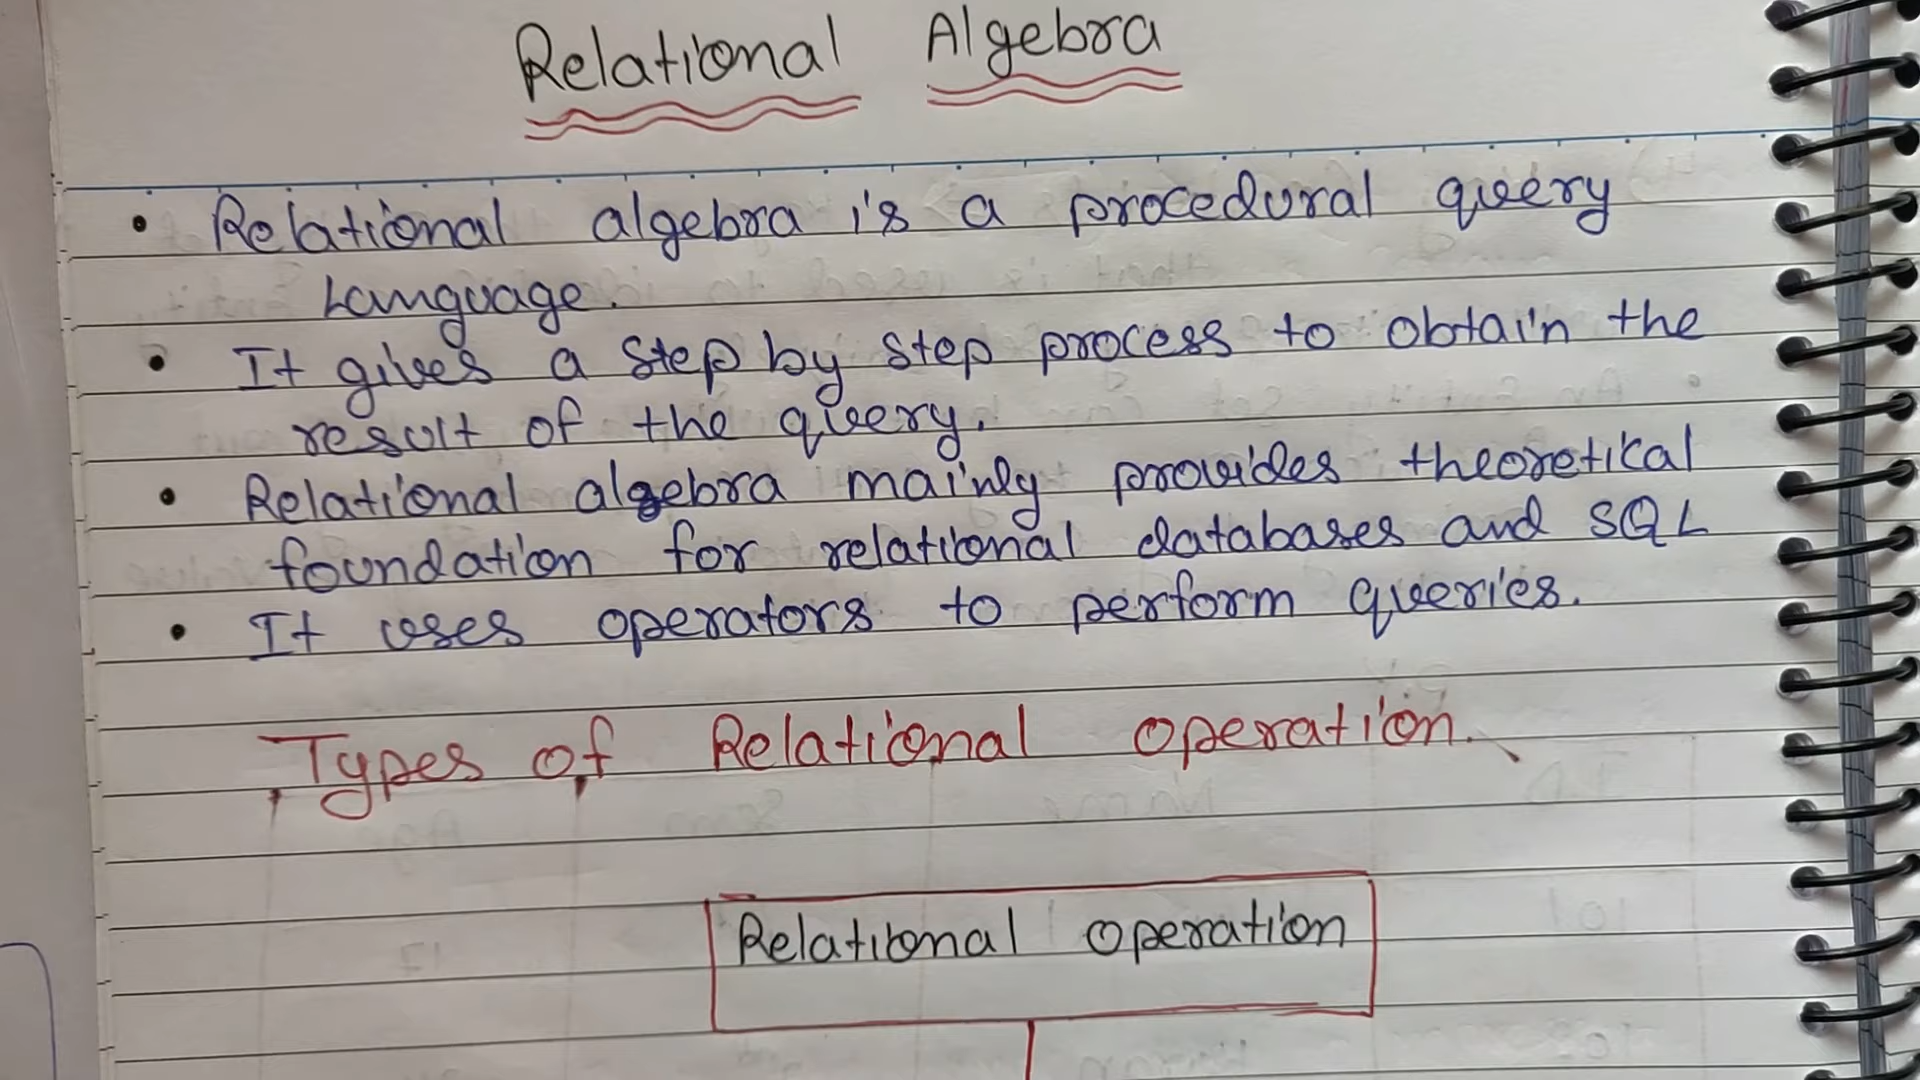 Relational Algebra
• Relational algebra is a procedural query
Language.
• It gives a step by step process to obtain the
result of the query.
• Relational algebra mainly provides theoretical
foundation for relational databases and SQL
• It uses operators to perform queries.
Types of Relational operation.
Relational operation